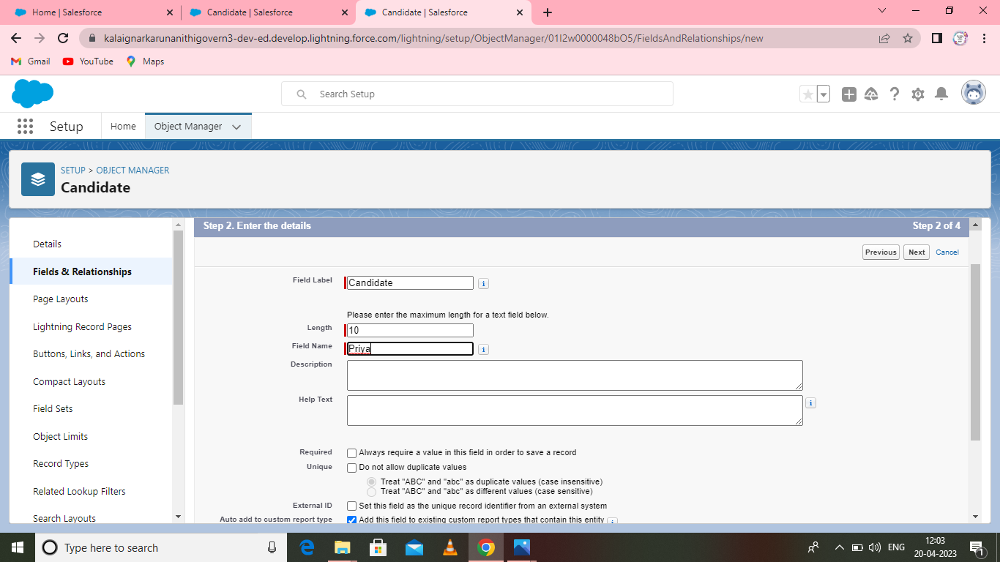 Home | Salesforce
Candidate | Salesforce
Candidate | Salesforce
kalaignarkarunanithigovern3-dev-ed.develop.lightning.force.com/lightning/setup/ObjectManager/01I2w0000048bO5/FieldsAndRelationships/new
Gmail YouTube Maps
Search Setup
Setup Home Object Manager
SETUP > OBJECT MANAGER
Candidate
Details
Fields & Relationships
Page Layouts
Lightning Record Pages
Buttons, Links, and Actions
Compact Layouts
Field Sets
Object Limits
Record Types
Related Lookup Filters
Search Layouts
Step 2. Enter the details Step 2 of 4
Previous Next Cancel
Field Label Candidate i
Please enter the maximum length for a text field below.
Length 10
Field Name Priya i
Description
Help Text i
Required Always require a value in this field in order to save a record
Unique Do not allow duplicate values
Treat "ABC" and "abc" as duplicate values (case insensitive)
Treat "ABC" and "abc" as different values (case sensitive)
External ID Set this field as the unique record identifier from an external system
Auto add to custom report type Add this field to existing custom report types that contain this entity i
Type here to search
ENG
12:03
20-04-2023
1